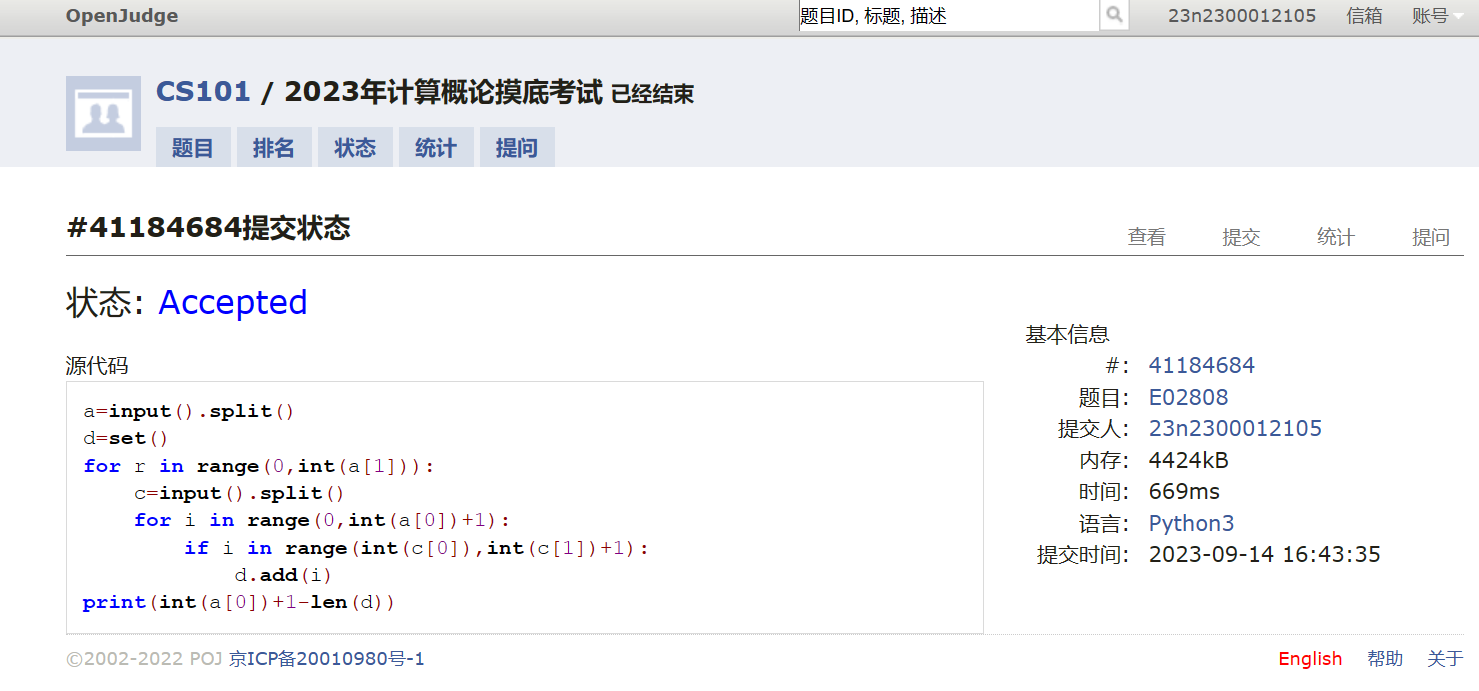 OpenJudge
题目ID, 标题, 描述
23n2300012105 信箱 账号
CS101 / 2023年计算概论摸底考试 已经结束
题目 排名 状态 统计 提问
#41184684提交状态
查看 提交 统计 提问
状态: Accepted
源代码
a=input().split()
d=set()
for r in range(0,int(a[1])):
    c=input().split()
    for i in range(0,int(a[0])+1):
        if i in range(int(c[0]),int(c[1])+1):
            d.add(i)
print(int(a[0])+1-len(d))
基本信息
#: 41184684
题目: E02808
提交人: 23n2300012105
内存: 4424kB
时间: 669ms
语言: Python3
提交时间: 2023-09-14 16:43:35
©2002-2022 POJ 京ICP备20010980号-1
English 帮助 关于